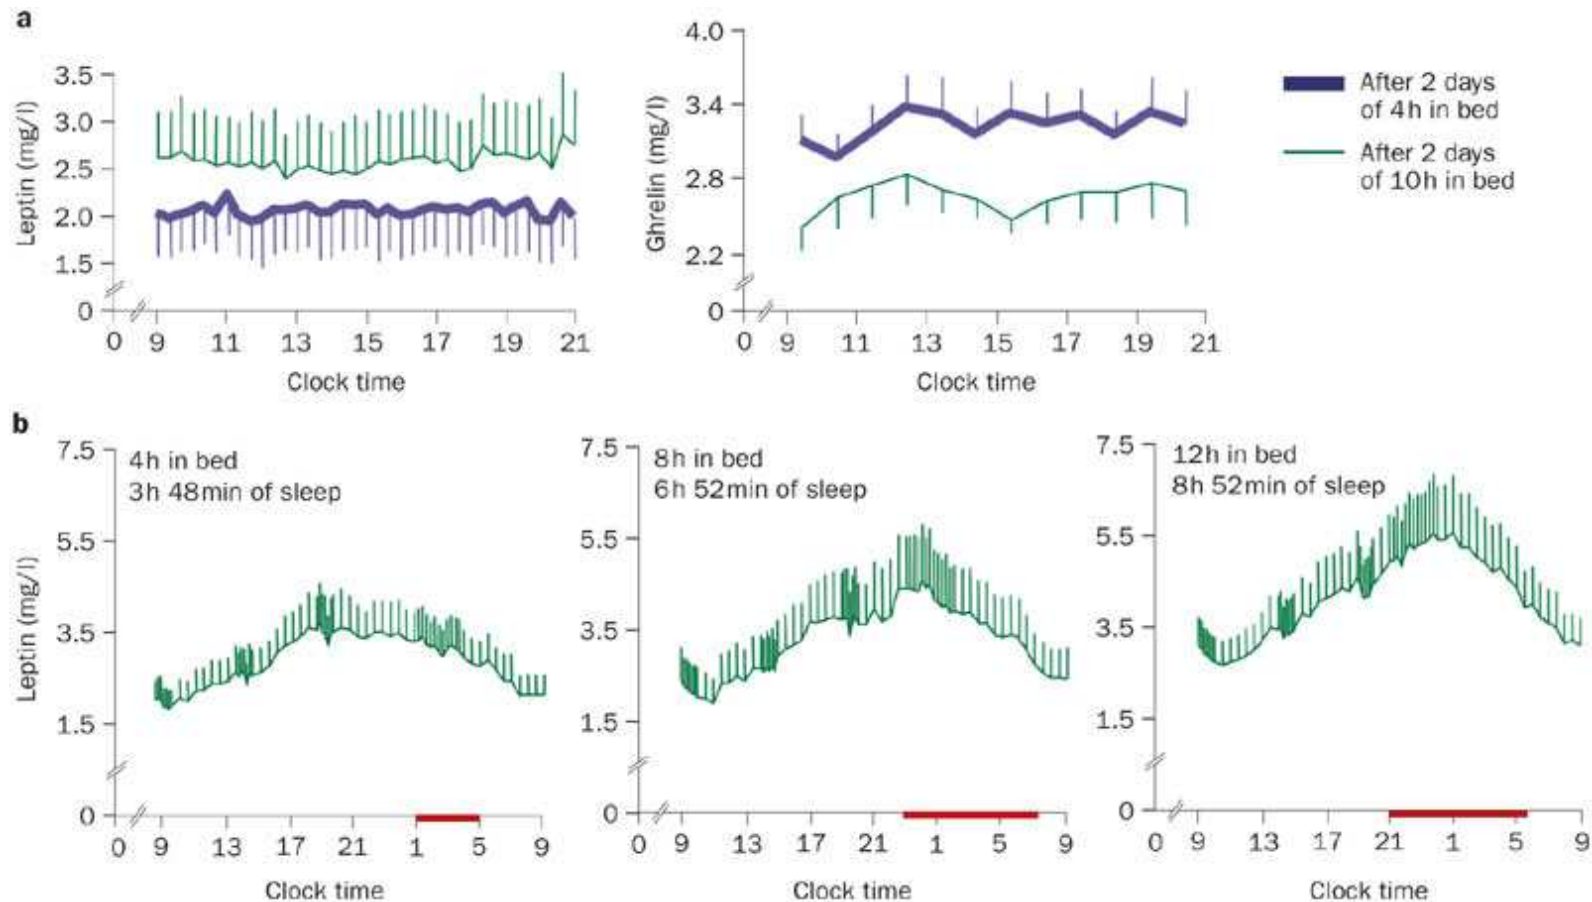 a
Leptin (mg/l)
3.5
3.0
2.5
2.0
1.5
0
0 9 11 13 15 17 19 21
Clock time
Ghrelin (mg/l)
4.0
3.4
2.8
2.2
0
0 9 11 13 15 17 19 21
Clock time
After 2 days
of 4h in bed
After 2 days
of 10h in bed
b
Leptin (mg/l)
7.5
5.5
3.5
1.5
0
4h in bed
3h 48min of sleep
0 9 13 17 21 1 5 9
Clock time
7.5
5.5
3.5
1.5
0
8h in bed
6h 52min of sleep
0 9 13 17 21 1 5 9
Clock time
7.5
5.5
3.5
1.5
0
12h in bed
8h 52min of sleep
0 9 13 17 21 1 5 9
Clock time